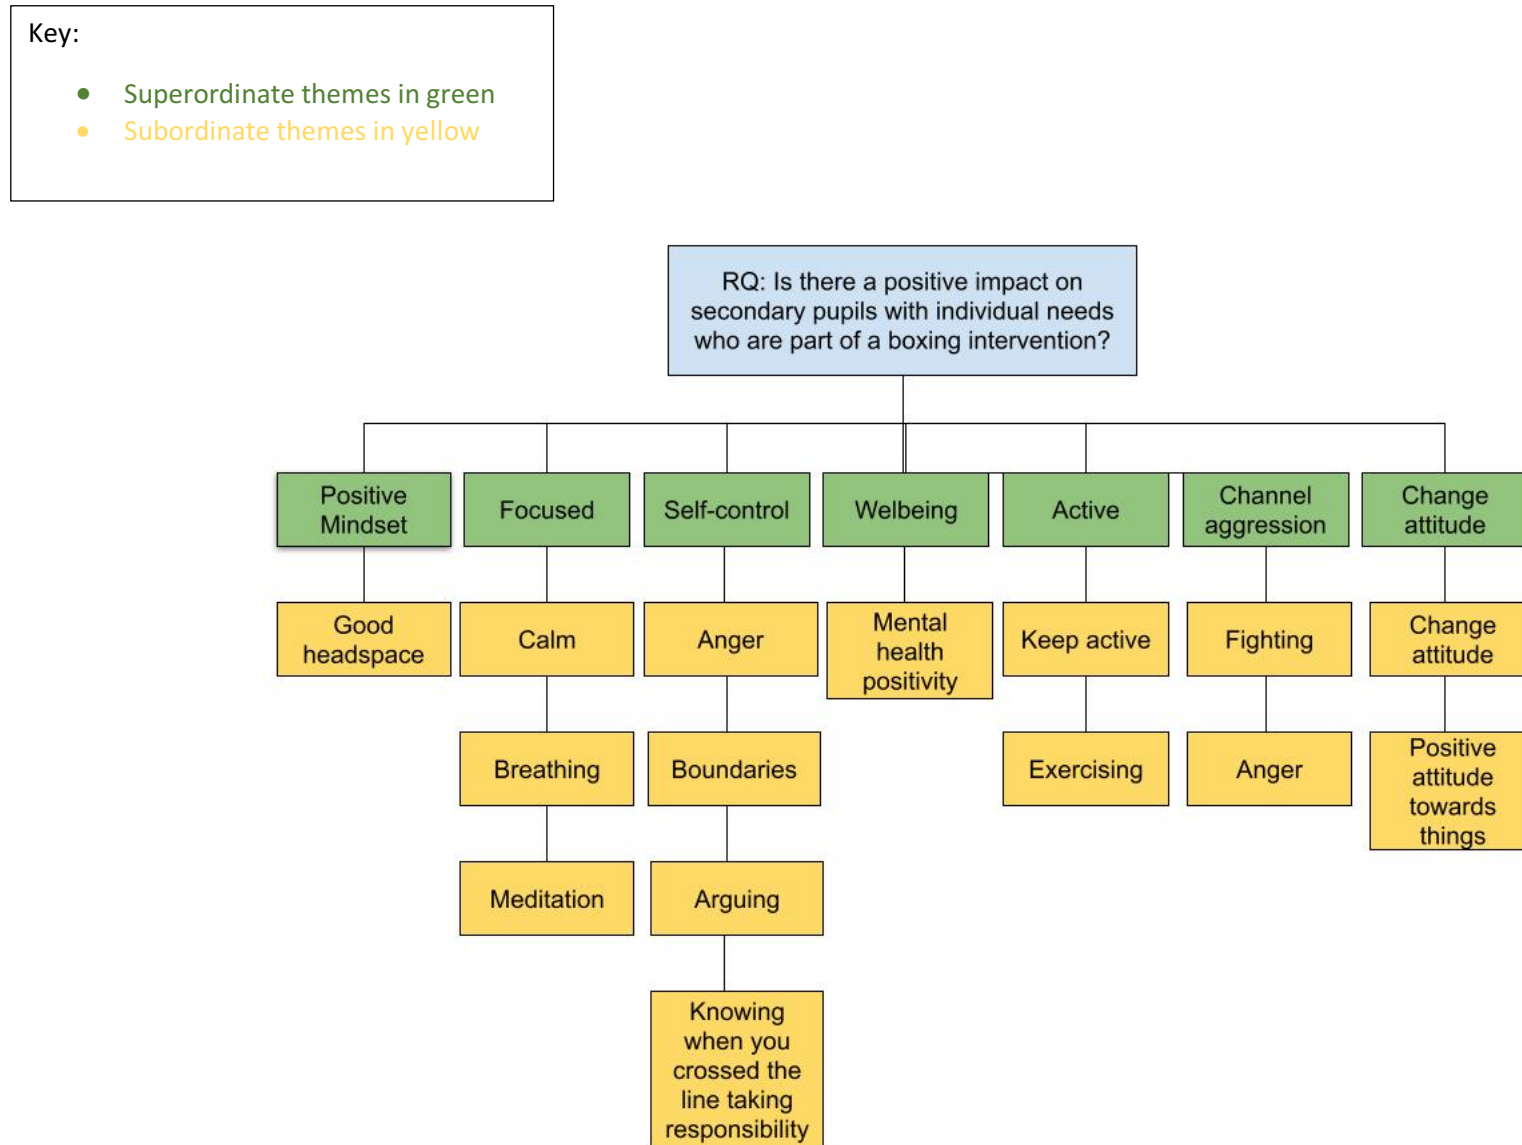 Key:
Superordinate themes in green
Subordinate themes in yellow
RQ: Is there a positive impact on
secondary pupils with individual needs
who are part of a boxing intervention?
Positive
Mindset
Focused
Self-control
Welbeing
Active
Channel
aggression
Change
attitude
Good
headspace
Calm
Anger
Mental
health
positivity
Keep active
Fighting
Change
attitude
Breathing
Boundaries
Exercising
Anger
Positive
attitude
towards
things
Meditation
Arguing
Knowing
when you
crossed the
line taking
responsibility